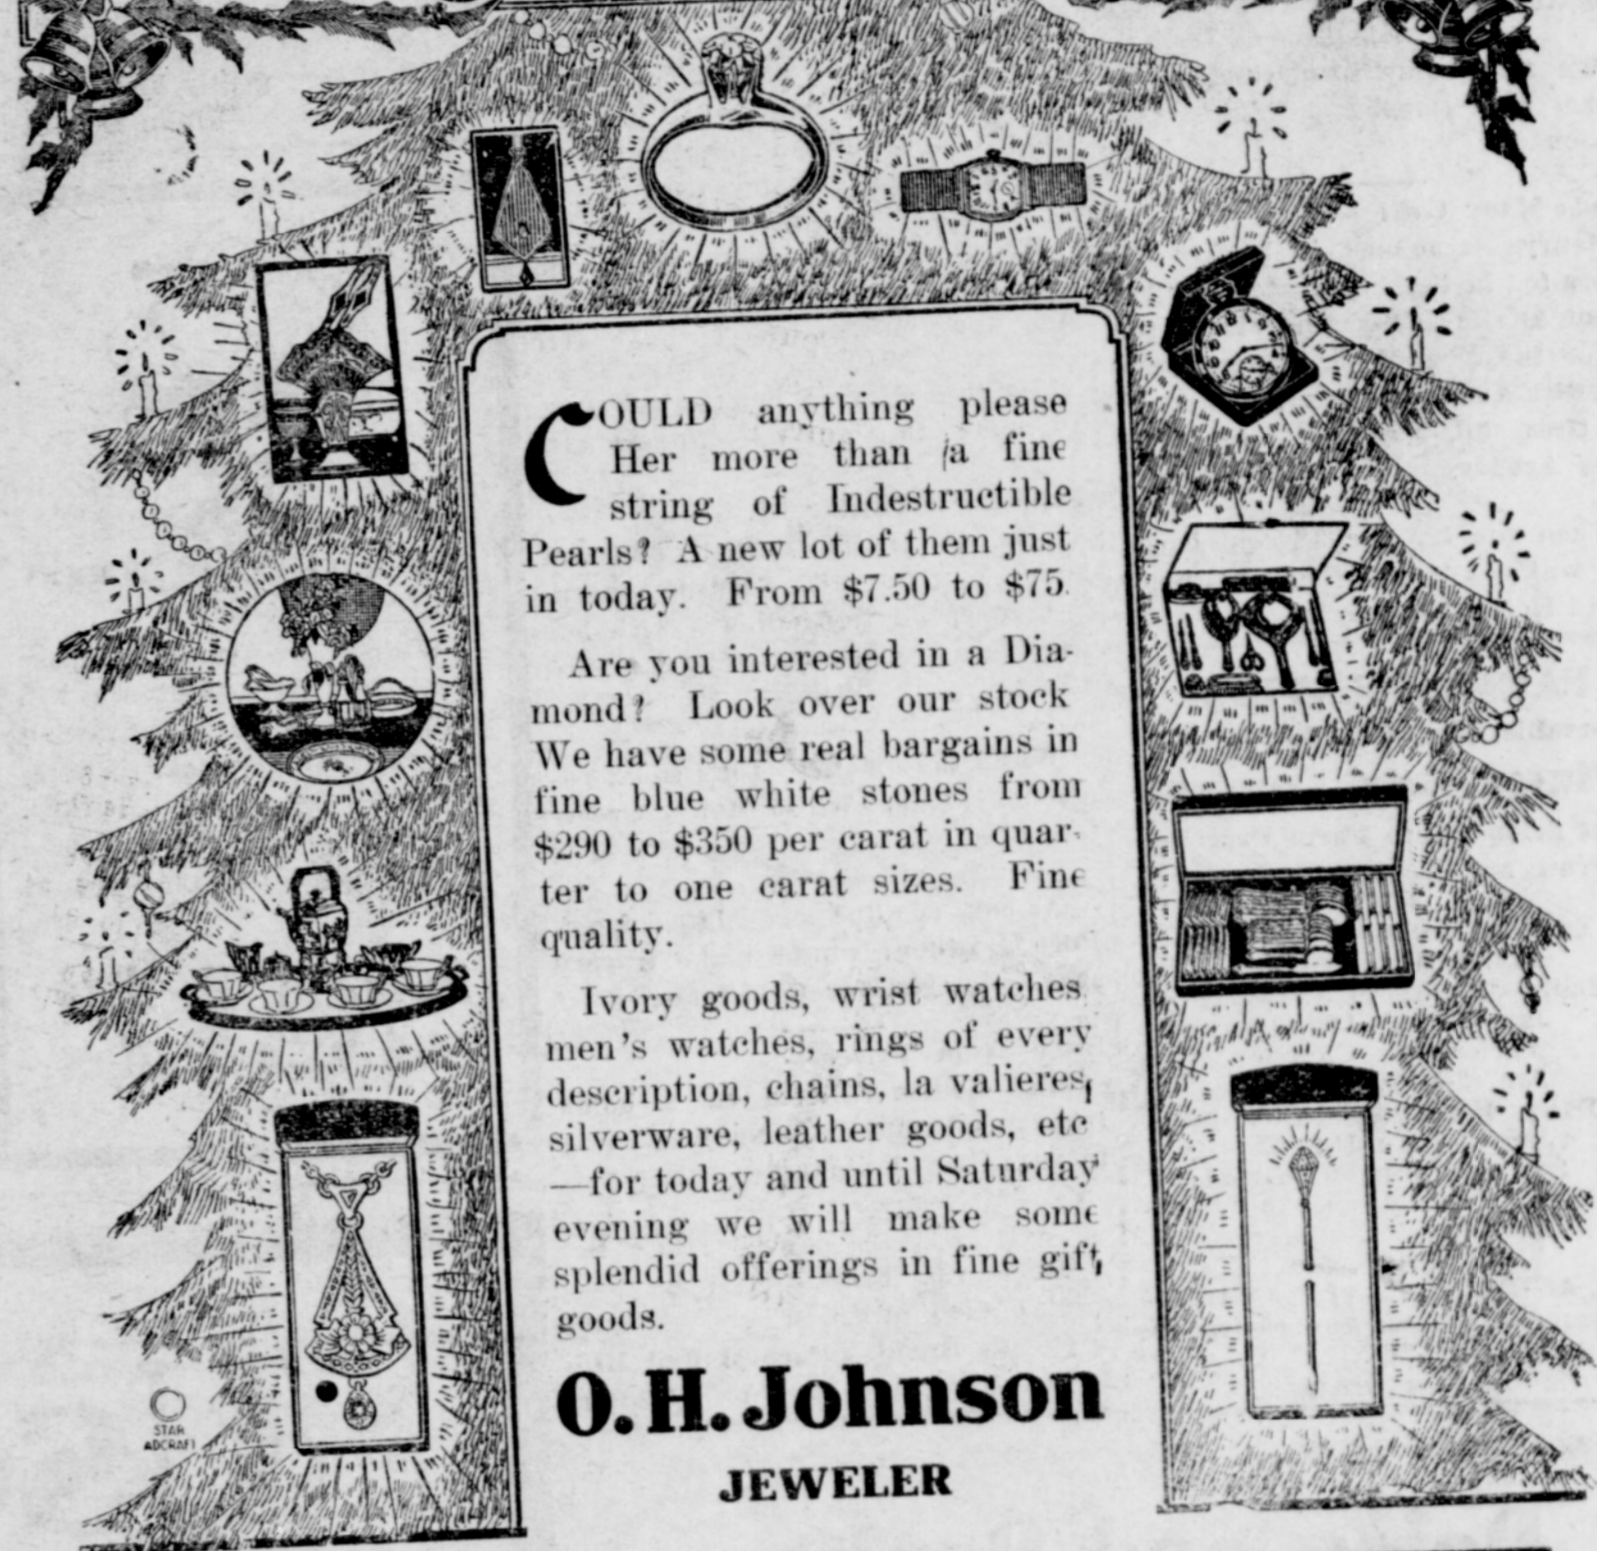 COULD anything please
Her more than a fine
string of Indestructible
Pearls? A new lot of them just
in today. From $7.50 to $75.
Are you interested in a Dia-
mond? Look over our stock
We have some real bargains in
fine blue white stones from
$290 to $350 per carat in quar-
ter to one carat sizes. Fine
quality.
Ivory goods, wrist watches
men's watches, rings of every
description, chains, la valieres,
silverware, leather goods, etc
—for today and until Saturday
evening we will make some
splendid offerings in fine gift
goods.
O. H. Johnson
JEWELER
STAR
ADCRAFT